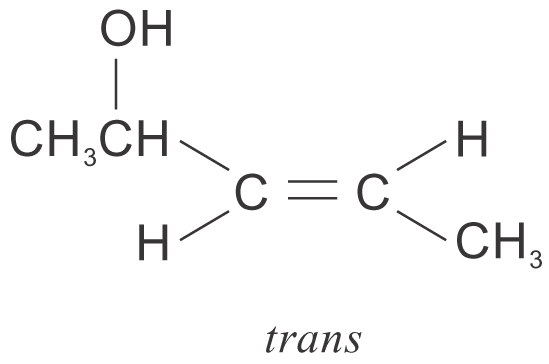 OH
CH₃CH H
C = C
H CH₃
trans